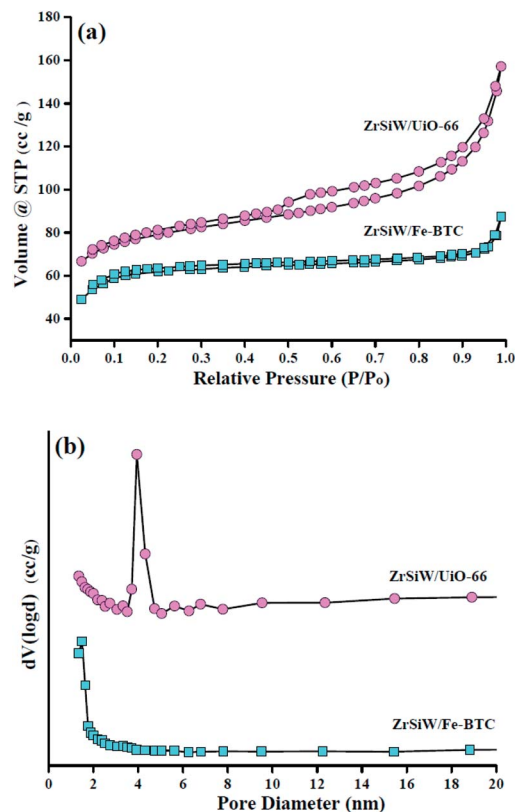 (a)
180
160
140
120
100
80
60
40
Volume @ STP (cc /g)
ZrSiW/UiO-66
ZrSiW/Fe-BTC
0.0 0.1 0.2 0.3 0.4 0.5 0.6 0.7 0.8 0.9 1.0
Relative Pressure (P/Po)
(b)
dV(logd) (cc/g)
ZrSiW/UiO-66
ZrSiW/Fe-BTC
0 2 4 6 8 10 12 14 16 18 20
Pore Diameter (nm)